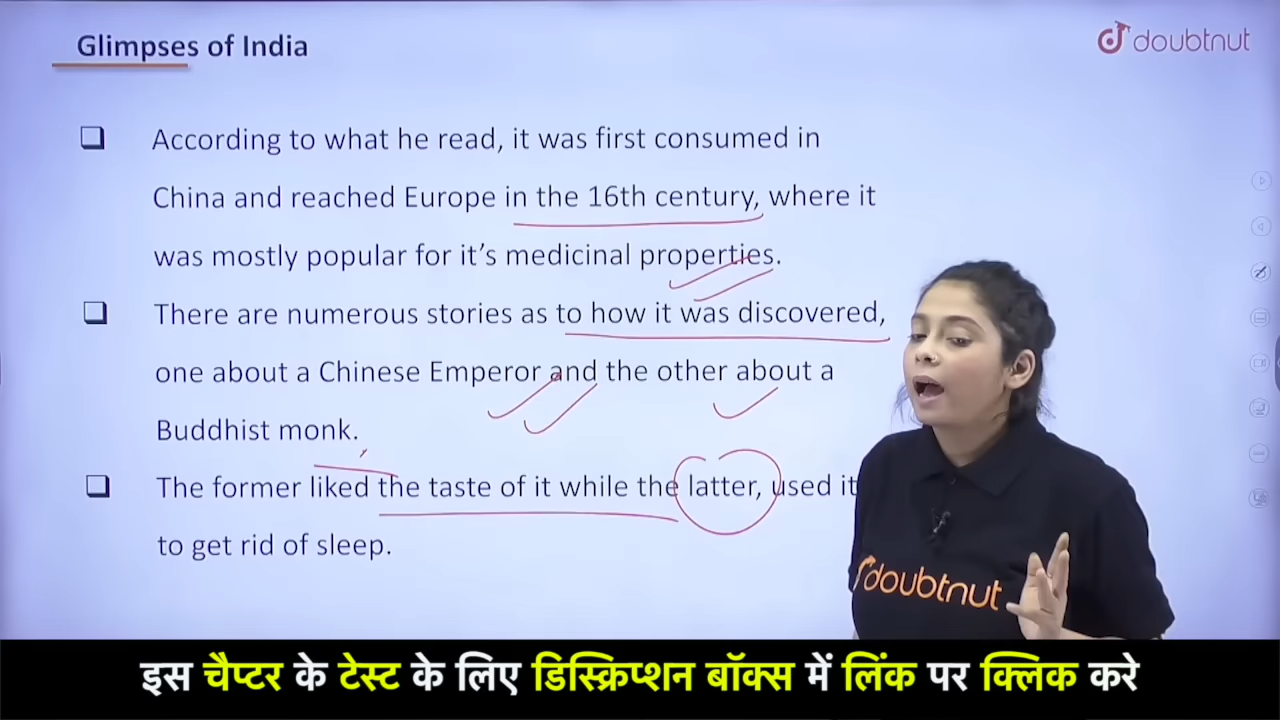 Glimpses of India
doubtnut
According to what he read, it was first consumed in
China and reached Europe in the 16th century, where it
was mostly popular for it's medicinal properties.
There are numerous stories as to how it was discovered,
one about a Chinese Emperor and the other about a
Buddhist monk.
The former liked the taste of it while the latter, used it
to get rid of sleep.
doubtnut
इस चैप्टर के टेस्ट के लिए डिस्क्रिप्शन बॉक्स में लिंक पर क्लिक करे